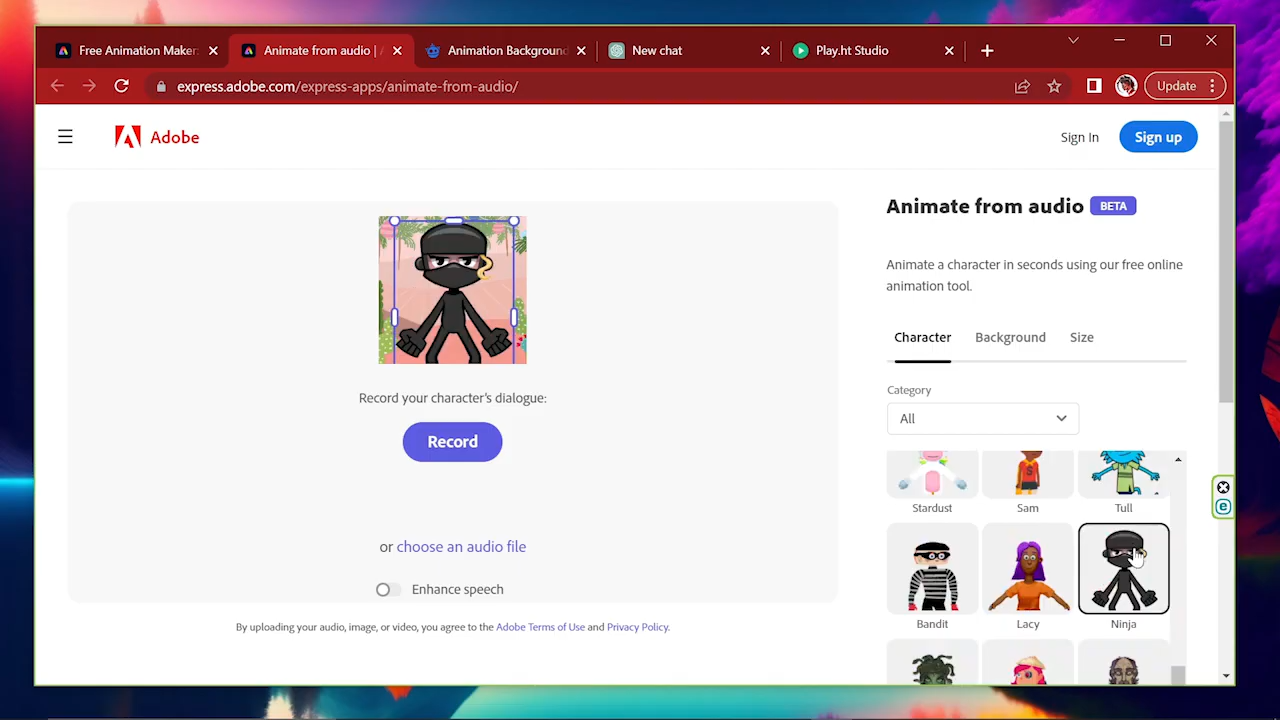 Free Animation Maker:
Animate from audio | A
Animation Background
New chat
Play.ht Studio
express.adobe.com/express-apps/animate-from-audio/
Update
Adobe
Sign In
Sign up
Animate from audio
BETA
Animate a character in seconds using our free online
animation tool.
Character
Background
Size
Category
All
Record your character's dialogue:
Record
or choose an audio file
Enhance speech
By uploading your audio, image, or video, you agree to the Adobe Terms of Use and Privacy Policy.
Stardust
Sam
Tull
Bandit
Lacy
Ninja
S
e